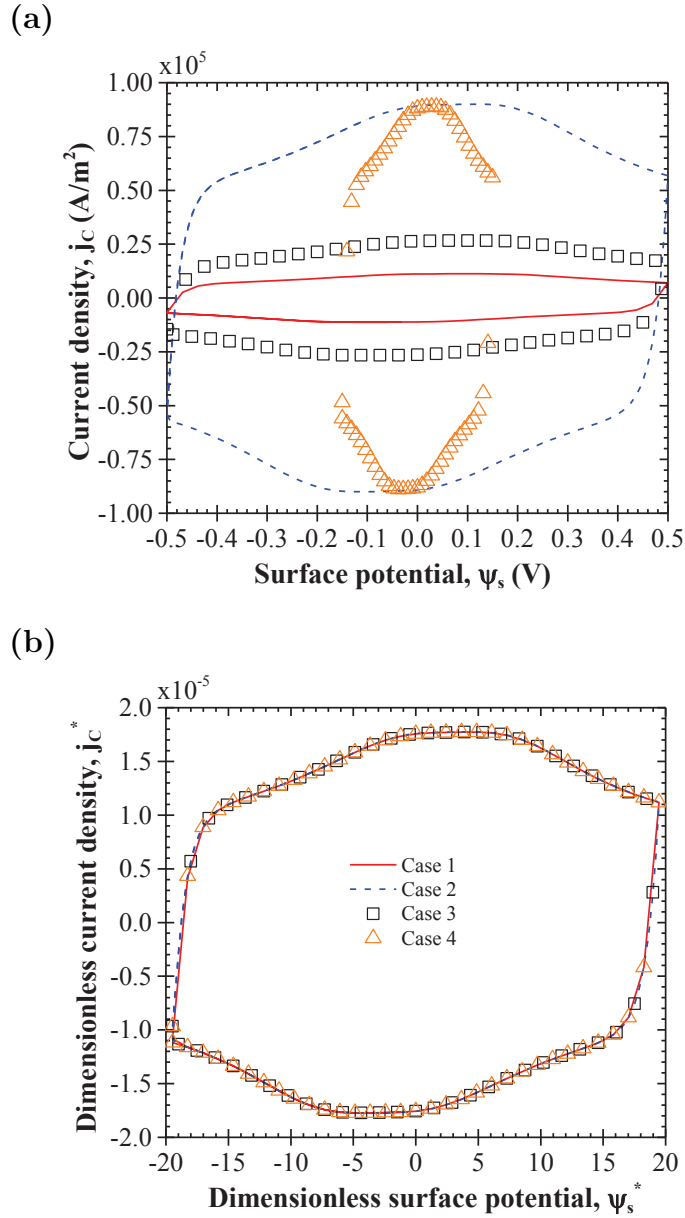 (a)
x10^5
1.00
0.75
0.50
0.25
0.00
-0.25
-0.50
-0.75
-1.00
Current density, j_C (A/m^2)
-0.5 -0.4 -0.3 -0.2 -0.1 0.0 0.1 0.2 0.3 0.4 0.5
Surface potential, ψ_s (V)
(b)
x10^-5
2.0
1.5
1.0
0.5
0.0
-0.5
-1.0
-1.5
-2.0
Dimensionless current density, j_C^*
Case 1
Case 2
Case 3
Case 4
-20 -15 -10 -5 0 5 10 15 20
Dimensionless surface potential, ψ_s^*